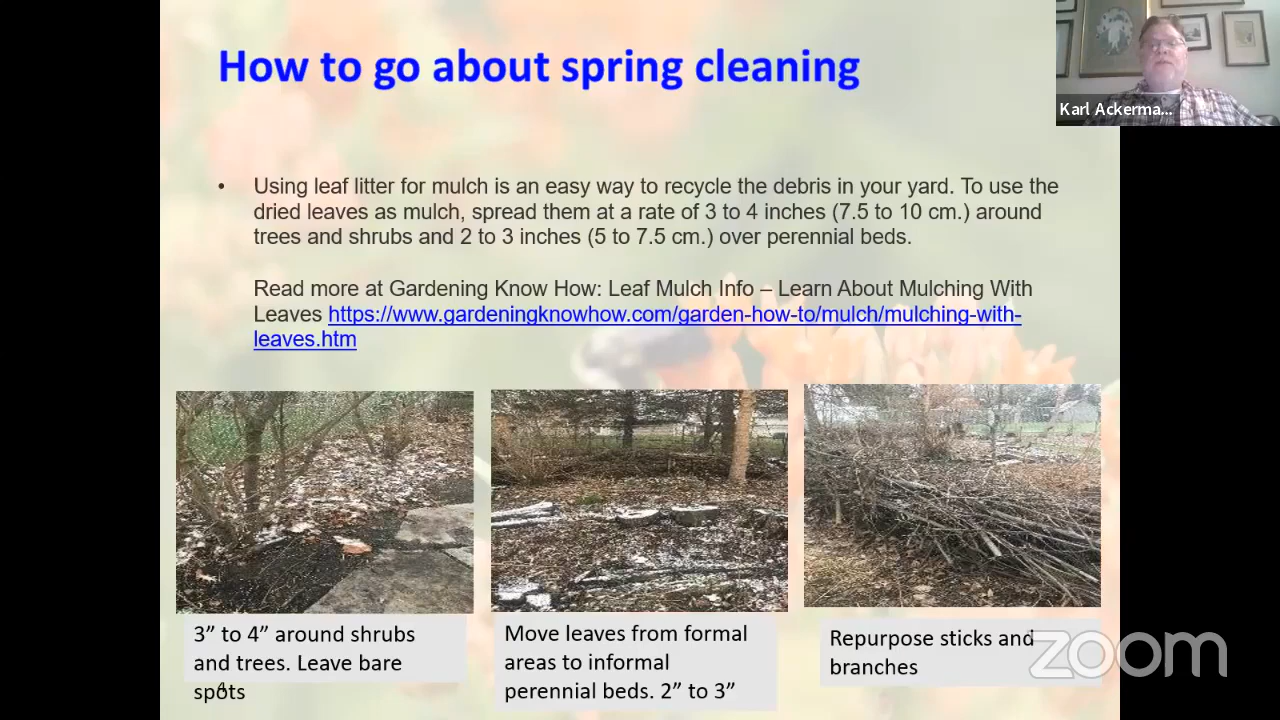 How to go about spring cleaning
Karl Ackerma...
• Using leaf litter for mulch is an easy way to recycle the debris in your yard. To use the
dried leaves as mulch, spread them at a rate of 3 to 4 inches (7.5 to 10 cm.) around
trees and shrubs and 2 to 3 inches (5 to 7.5 cm.) over perennial beds.
Read more at Gardening Know How: Leaf Mulch Info – Learn About Mulching With
Leaves https://www.gardeningknowhow.com/garden-how-to/mulch/mulching-with-
leaves.htm
3” to 4” around shrubs
and trees. Leave bare
spots
Move leaves from formal
areas to informal
perennial beds. 2” to 3”
Repurpose sticks and
branches
zoom